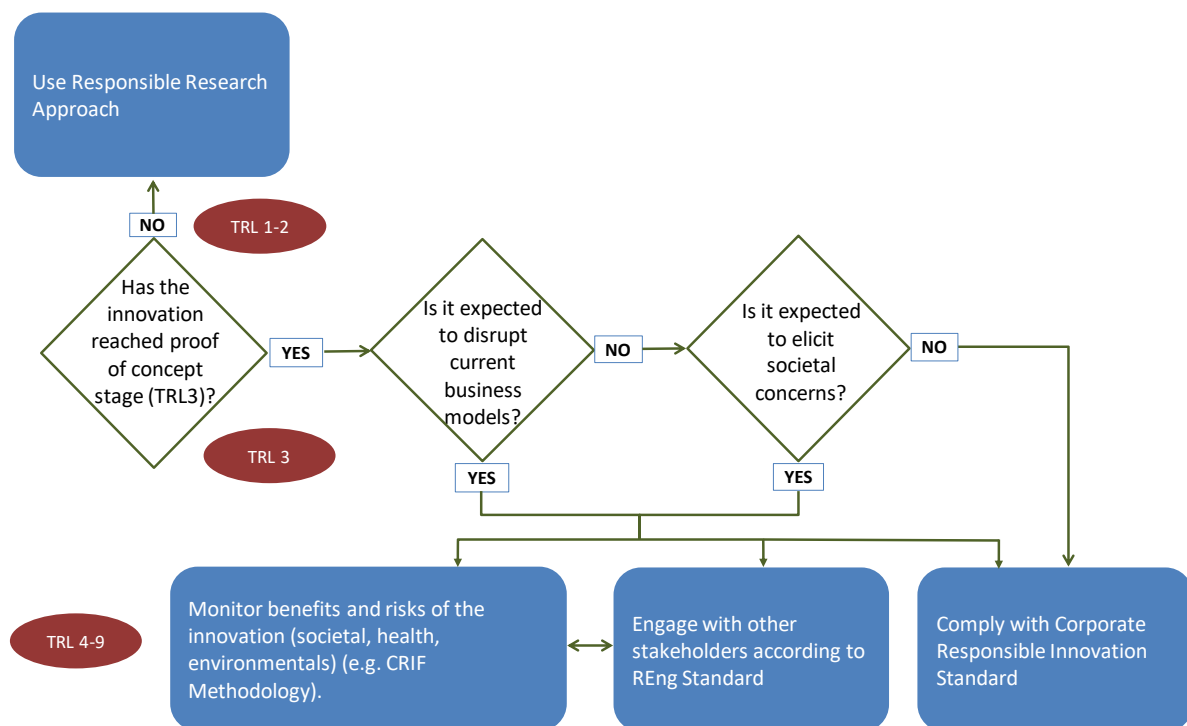 Use Responsible Research
Approach
NO
TRL 1-2
Has the
innovation
reached proof
of concept
stage (TRL3)?
YES
Is it expected
to disrupt
current
business
models?
NO
Is it expected
to elicit
societal
concerns?
NO
TRL 3
YES
YES
TRL 4-9
Monitor benefits and risks of the
innovation (societal, health,
environmentals) (e.g. CRIF
Methodology).
Engage with other
stakeholders according to
REng Standard
Comply with Corporate
Responsible Innovation
Standard